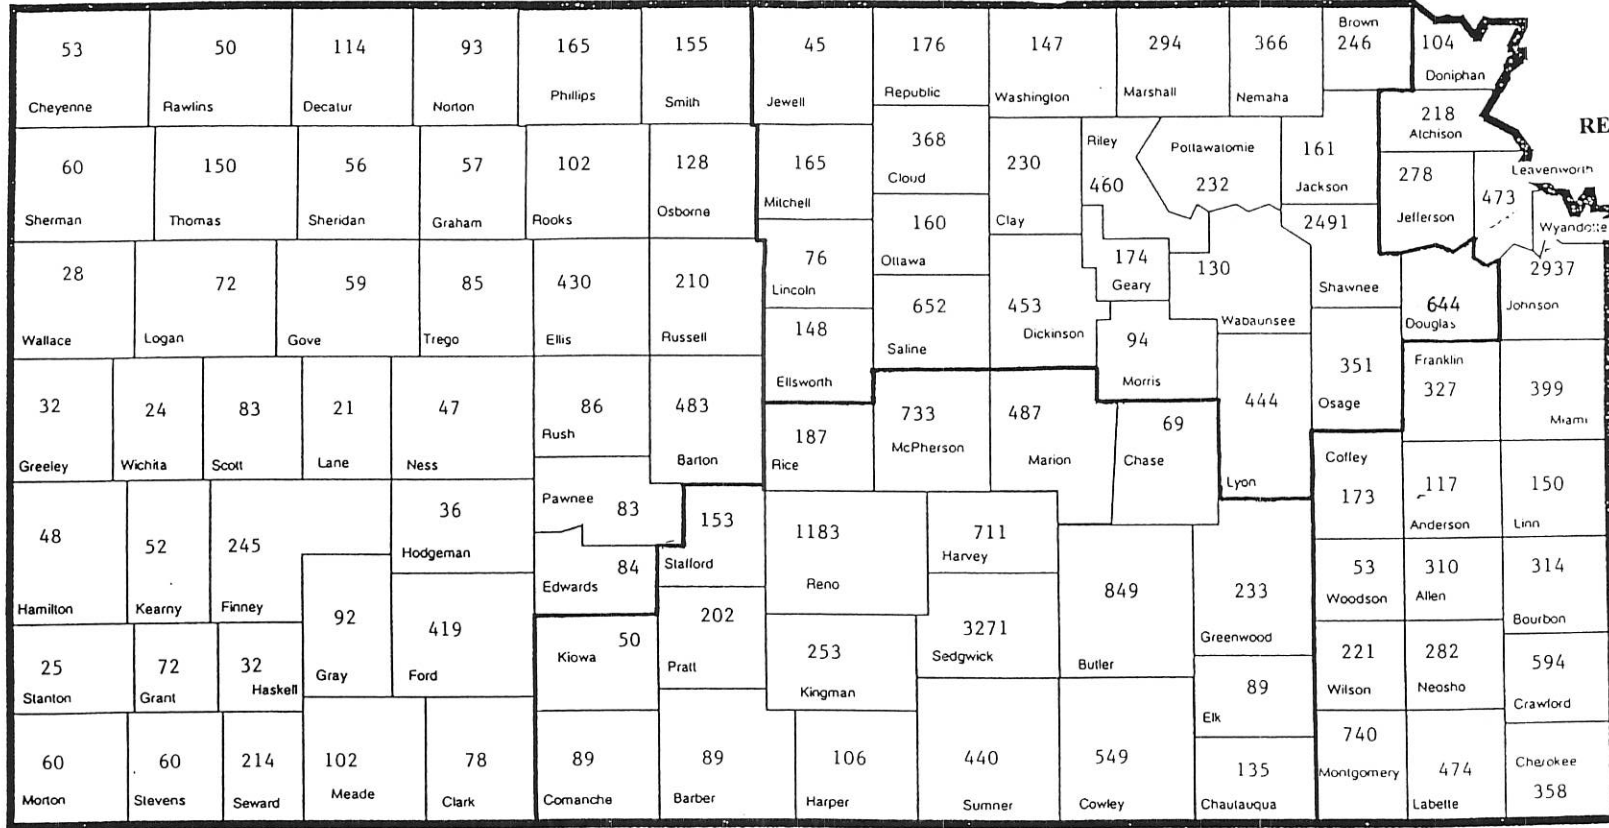 53
Cheyenne
50
Rawlins
114
Decatur
93
Norton
165
Phillips
155
Smith
45
Jewell
176
Republic
147
Washington
294
Marshall
366
Nemaha
Brown
246
104
Doniphan
60
Sherman
150
Thomas
56
Sheridan
57
Graham
102
Rooks
128
Osborne
165
Mitchell
368
Cloud
230
Clay
Riley
460
Pottawatomie
232
161
Jackson
218
Atchison
RE
278
Jefferson
473
Leavenworth
Wyandotte
28
Wallace
72
Logan
59
Gove
85
Trego
430
Ellis
210
Russell
76
Lincoln
160
Ottawa
148
Ellsworth
652
Saline
453
Dickinson
174
Geary
130
Wabaunsee
94
Morris
2491
Shawnee
644
Douglas
2937
Johnson
32
Greeley
24
Wichita
83
Scott
21
Lane
47
Ness
86
Rush
483
Barton
187
Rice
733
McPherson
487
Marion
69
Chase
444
Lyon
351
Osage
Franklin
327
399
Miami
48
Hamilton
52
Kearny
245
Finney
36
Hodgeman
Pawnee
83
84
Edwards
153
Stafford
1183
Reno
711
Harvey
849
Butler
233
Greenwood
Coffey
173
117
Anderson
150
Linn
53
Woodson
310
Allen
314
Bourbon
25
Stanton
72
Grant
32
Haskell
92
Gray
419
Ford
50
Kiowa
202
Pratt
253
Kingman
3271
Sedgwick
89
Elk
221
Wilson
282
Neosho
594
Crawford
60
Morton
60
Stevens
214
Seward
102
Meade
78
Clark
89
Comanche
89
Barber
106
Harper
440
Sumner
549
Cowley
135
Chautauqua
740
Montgomery
474
Labette
Cherokee
358